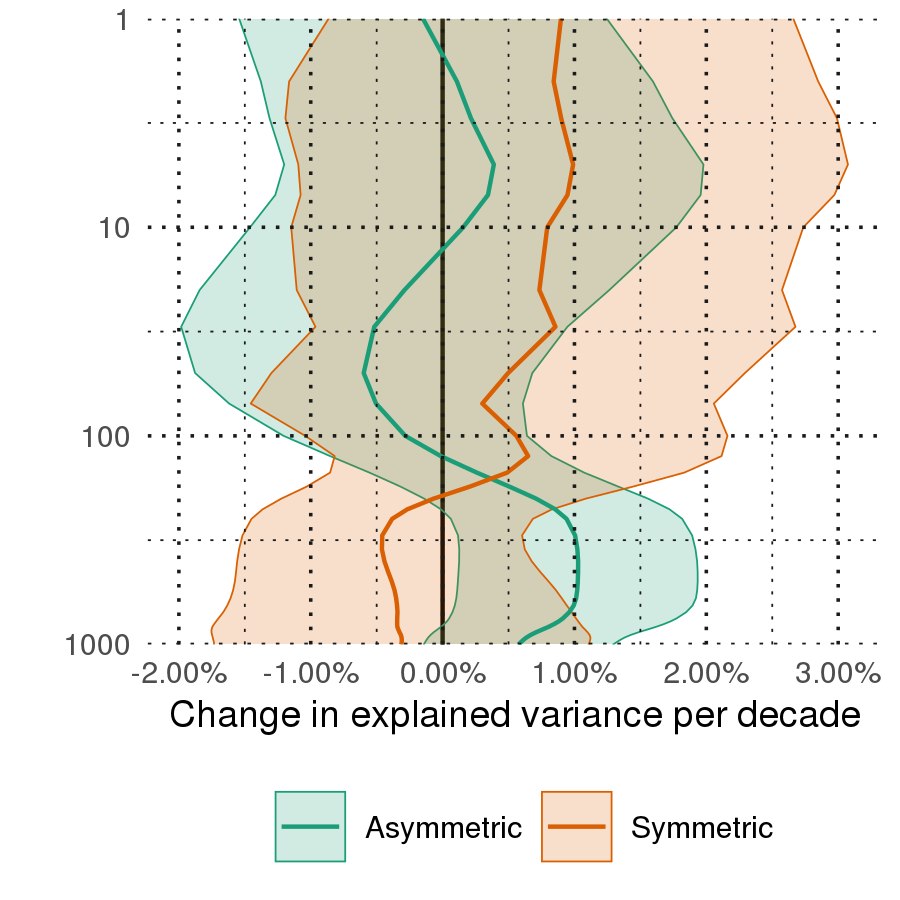 1
10
100
1000
-2.00% -1.00% 0.00% 1.00% 2.00% 3.00%
Change in explained variance per decade
Asymmetric Symmetric